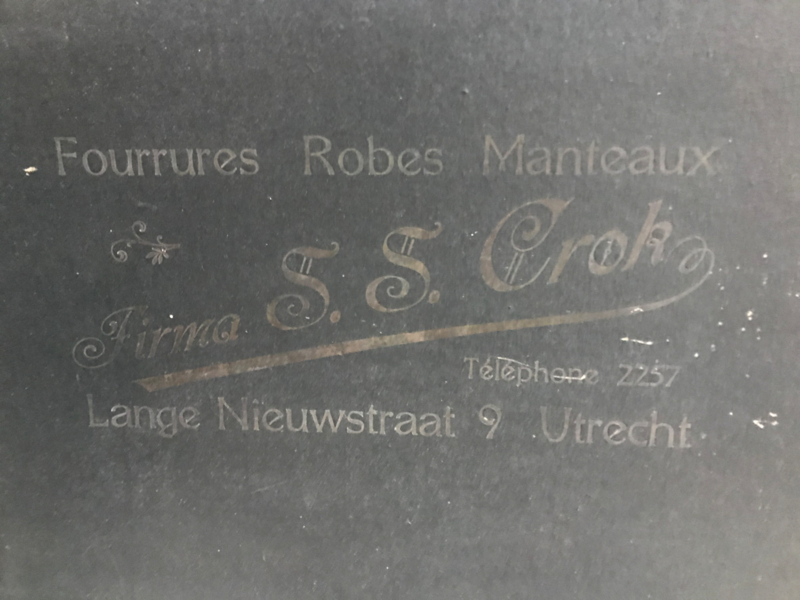 Fourrures Robes Manteaux
Firma S. S. Crok
Téléphone 2257
Lange Nieuwstraat 9 Utrecht.